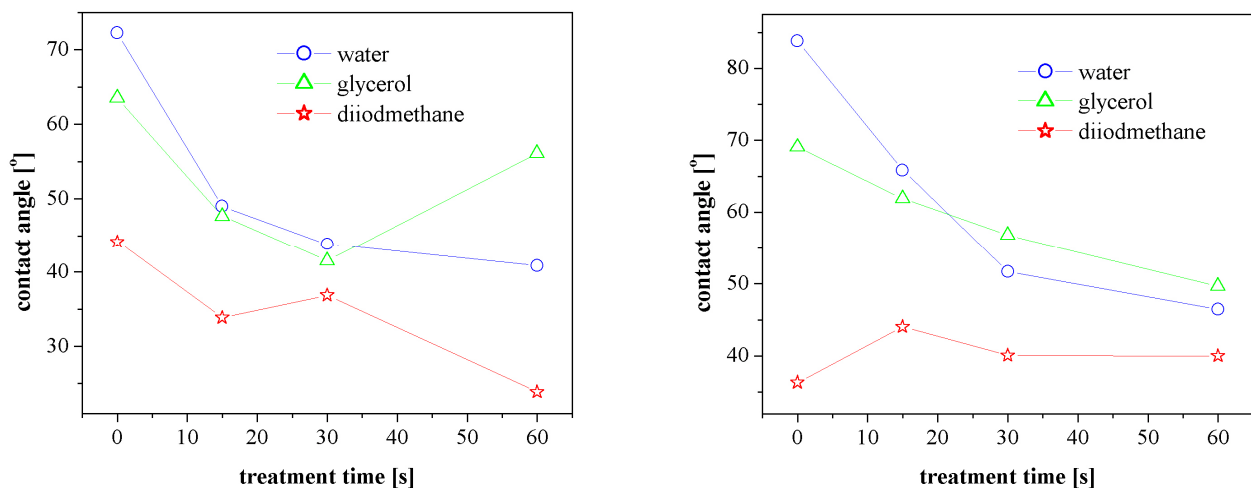 contact angle [º]
70
60
50
40
30
water
glycerol
diiodmethane
0 10 20 30 40 50 60
treatment time [s]
contact angle [º]
80
70
60
50
40
water
glycerol
diiodmethane
0 10 20 30 40 50 60
treatment time [s]